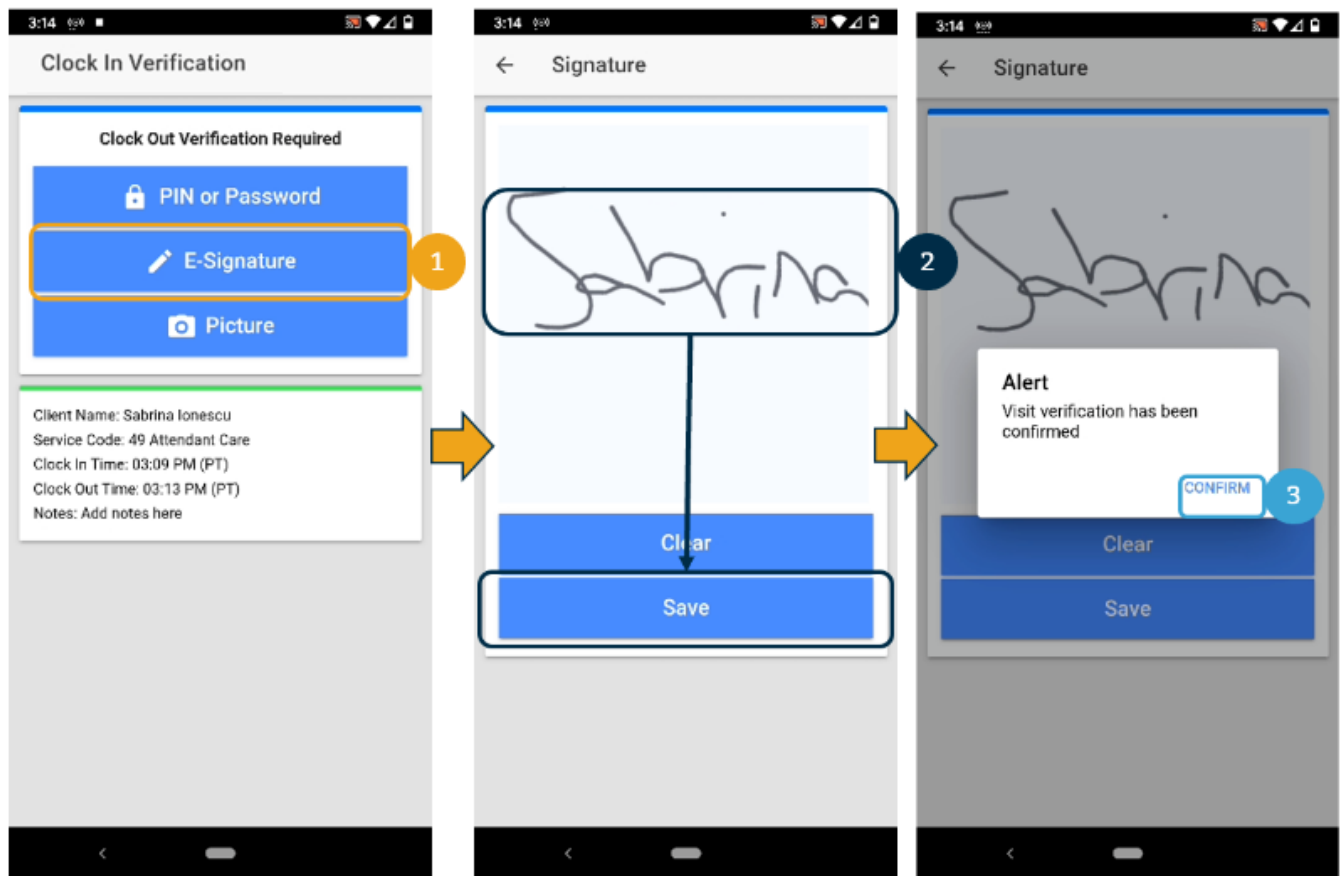 3:14
Clock In Verification
Clock Out Verification Required
PIN or Password
E-Signature
1
Picture
Client Name: Sabrina Ionescu
Service Code: 49 Attendant Care
Clock In Time: 03:09 PM (PT)
Clock Out Time: 03:13 PM (PT)
Notes: Add notes here
3:14
Signature
Sabrina
2
Clear
Save
3:14
Signature
Sabrina
Alert
Visit verification has been
confirmed
CONFIRM
3
Clear
Save